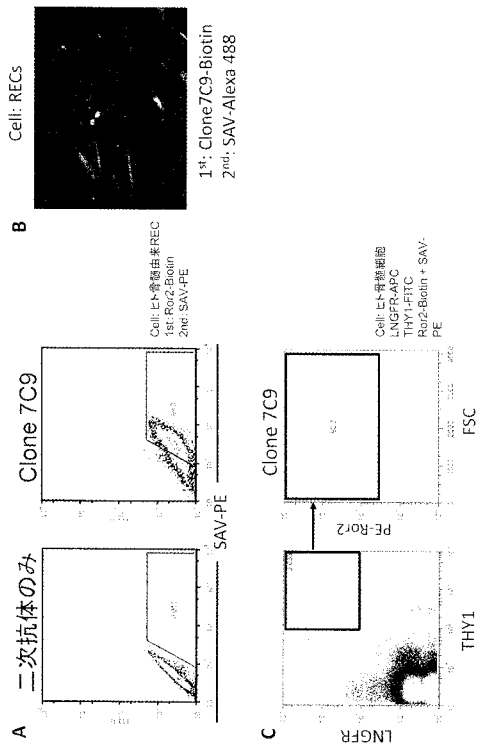 A
二次抗体のみ
Clone 7C9
SAV-PE
Cell: ヒト骨髄由来REC
1st: Ror2-Biotin
2nd: SAV-PE
B
Cell: RECs
1st: Clone7C9-Biotin
2nd: SAV-Alexa 488
C
LNGFR
THY1
Clone 7C9
PE-Ror2
FSC
Cell: ヒト骨髄細胞
LNGFR-APC
THY1-FITC
Ror2-Biotin + SAV-
PE